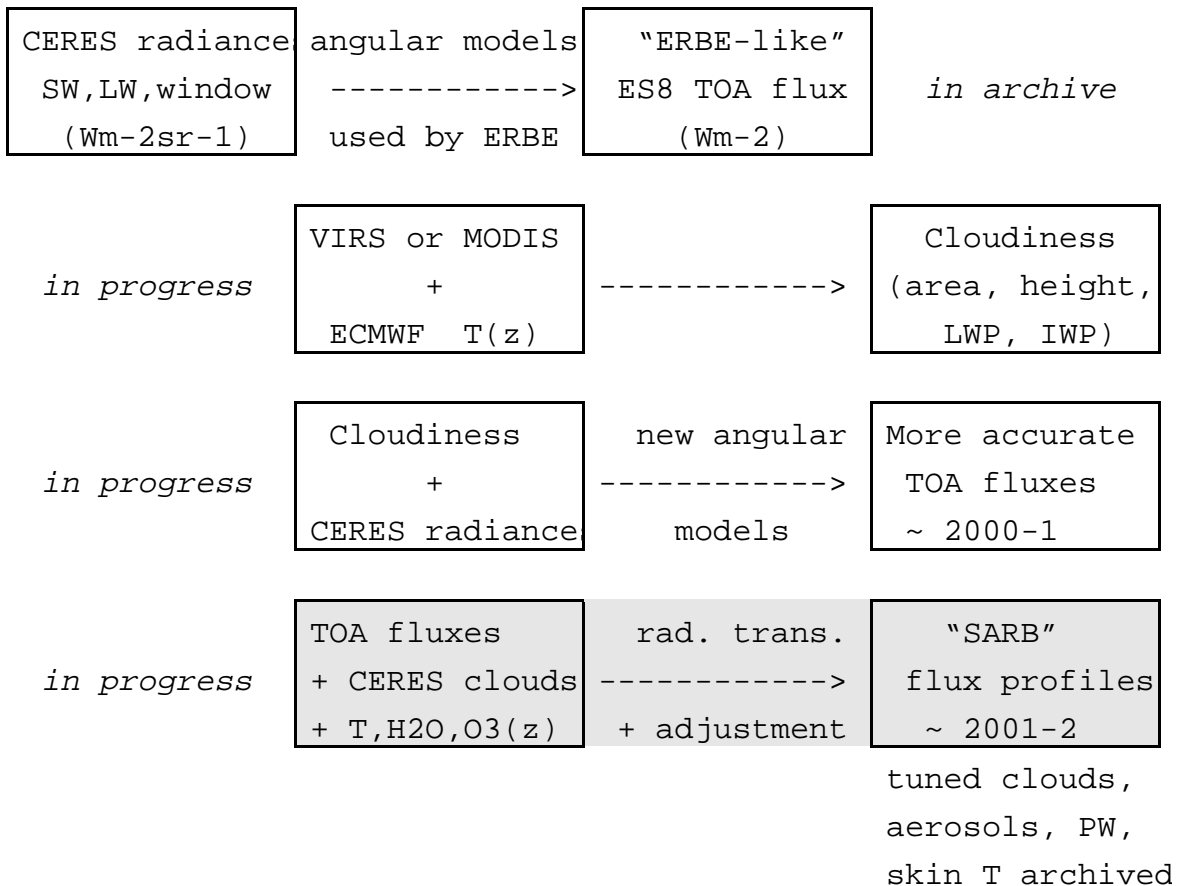 CERES radiances angular models "ERBE-like"
SW,LW,window ------------> ES8 TOA flux in archive
(Wm-2sr-1) used by ERBE (Wm-2)
VIRS or MODIS Cloudiness
in progress + ------------> (area, height,
ECMWF T(z) LWP, IWP)
Cloudiness new angular More accurate
in progress + ------------> TOA fluxes
CERES radiances models ~ 2000-1
TOA fluxes rad. trans. "SARB"
in progress + CERES clouds ------------> flux profiles
+ T,H2O,O3(z) + adjustment ~ 2001-2
tuned clouds,
aerosols, PW,
skin T archived